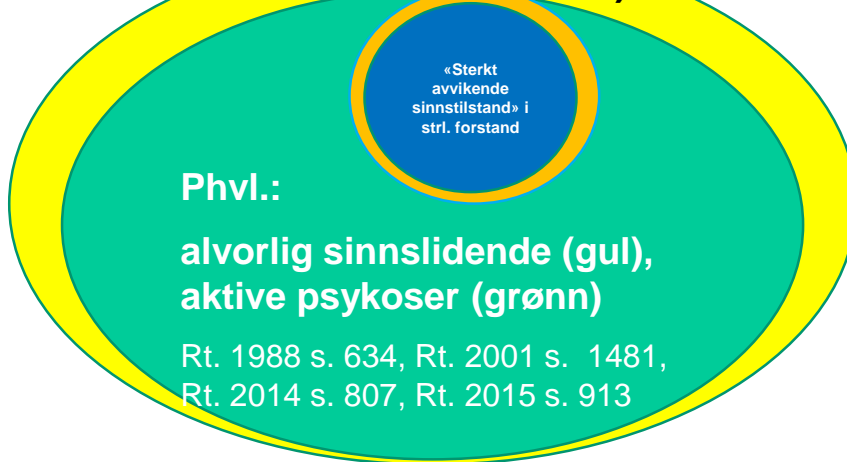 «Sterkt
avvikende
sinnstilstand» i
strl. forstand
Phvl.:
alvorlig sinnslidende (gul),
aktive psykoser (grønn)
Rt. 1988 s. 634, Rt. 2001 s. 1481,
Rt. 2014 s. 807, Rt. 2015 s. 913